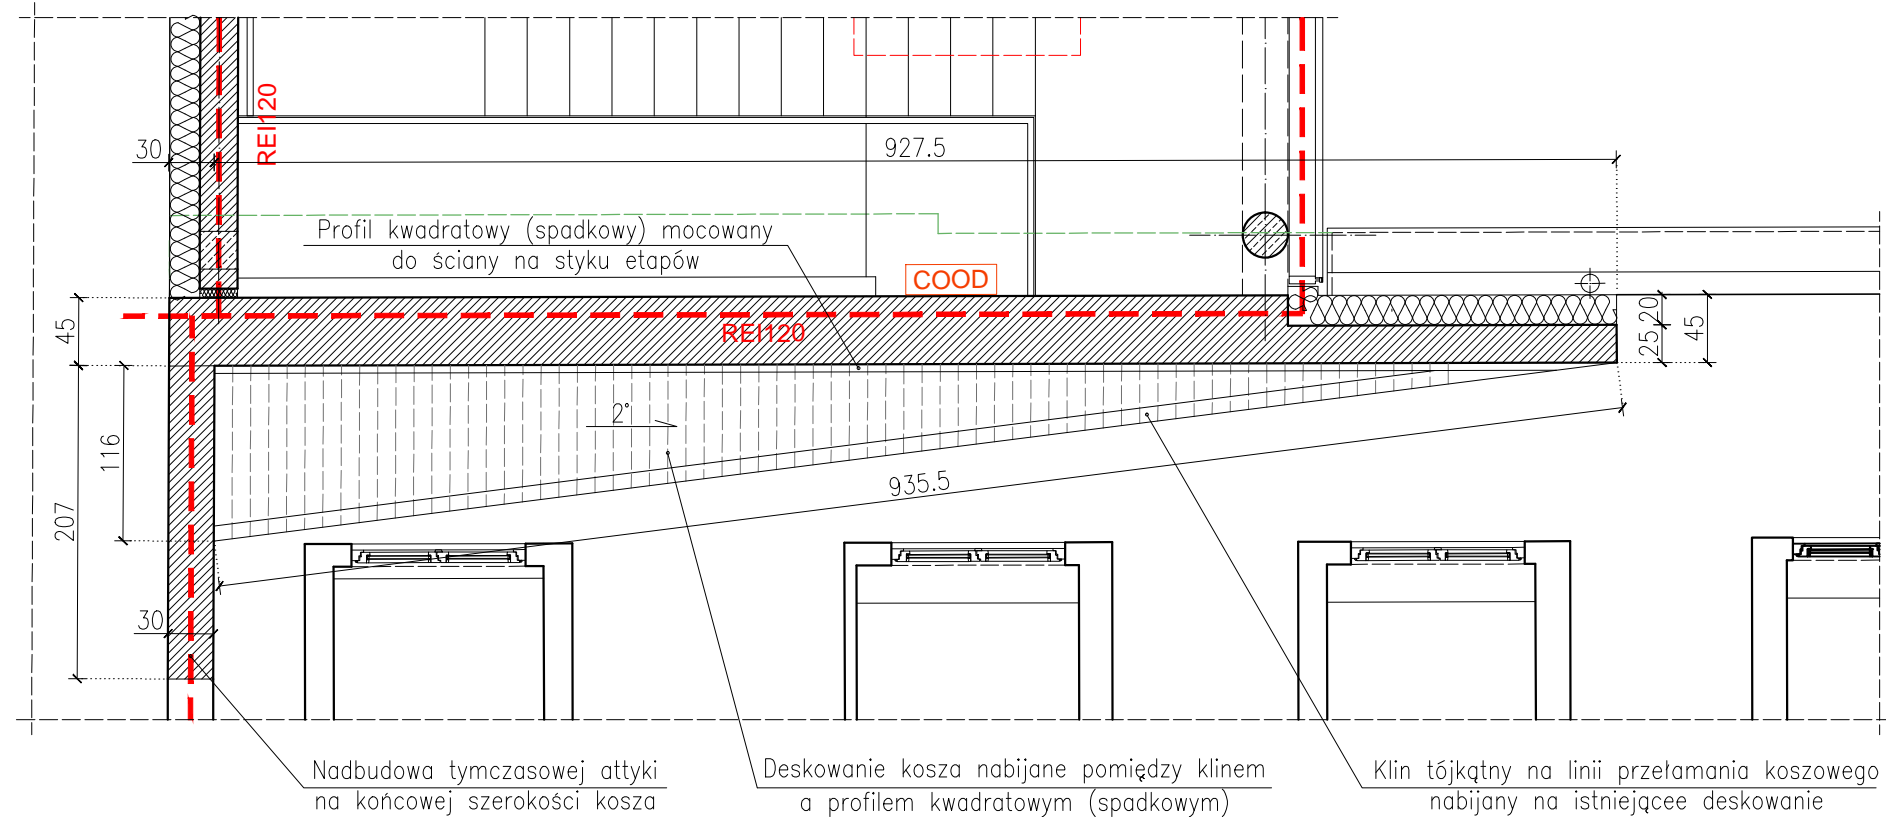 REI120
30
927.5
Profil kwadratowy (spadkowy) mocowany
do ściany na styku etapów
COOD
REI120
45
25
20
45
2°
116
207
935.5
30
Nadbudowa tymczasowej attyki
na końcowej szerokości kosza
Deskowanie kosza nabijane pomiędzy klinem
a profilem kwadratowym (spadkowym)
Klin tójkątny na linii przełamania koszowego
nabijany na istniejącee deskowanie